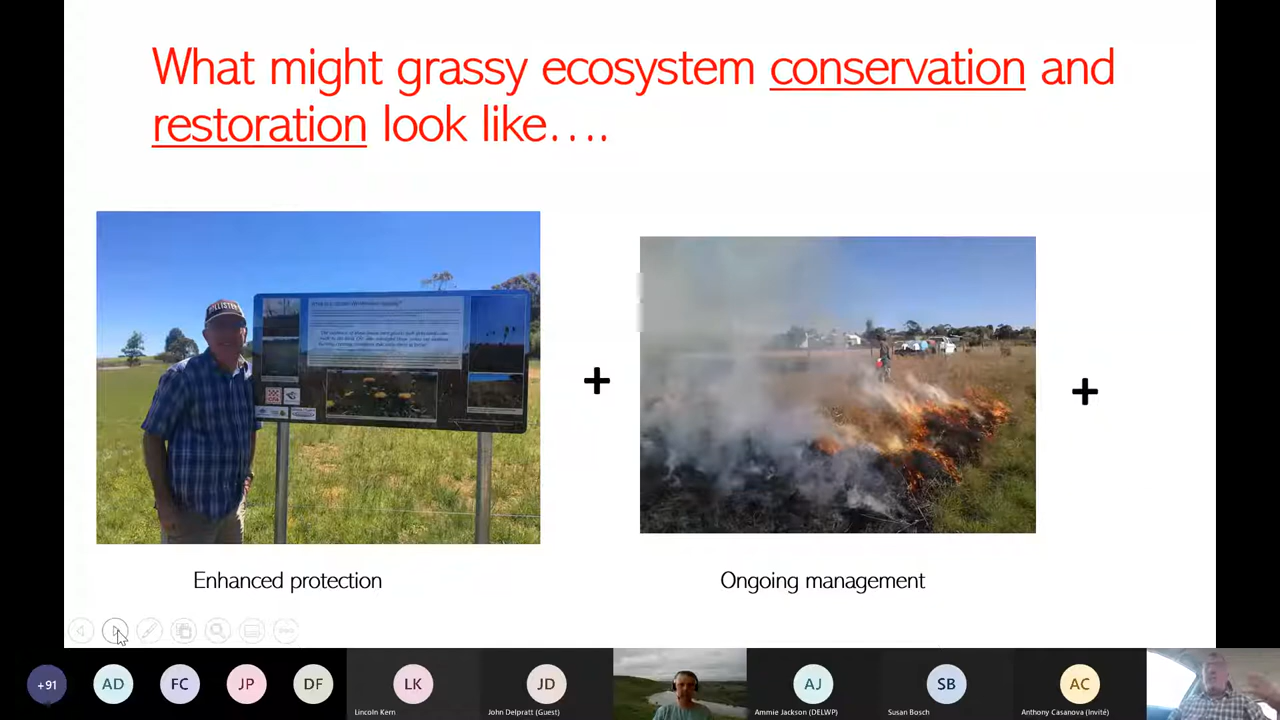 What might grassy ecosystem conservation and
restoration look like....
+
+
Enhanced protection
Ongoing management
+91
AD
FC
JP
DF
LK
JD
AJ
SB
AC
Lincoln Kern
John Delpratt (Guest)
Ammie Jackson (DELWP)
Susan Bosch
Anthony Casanova (Invité)